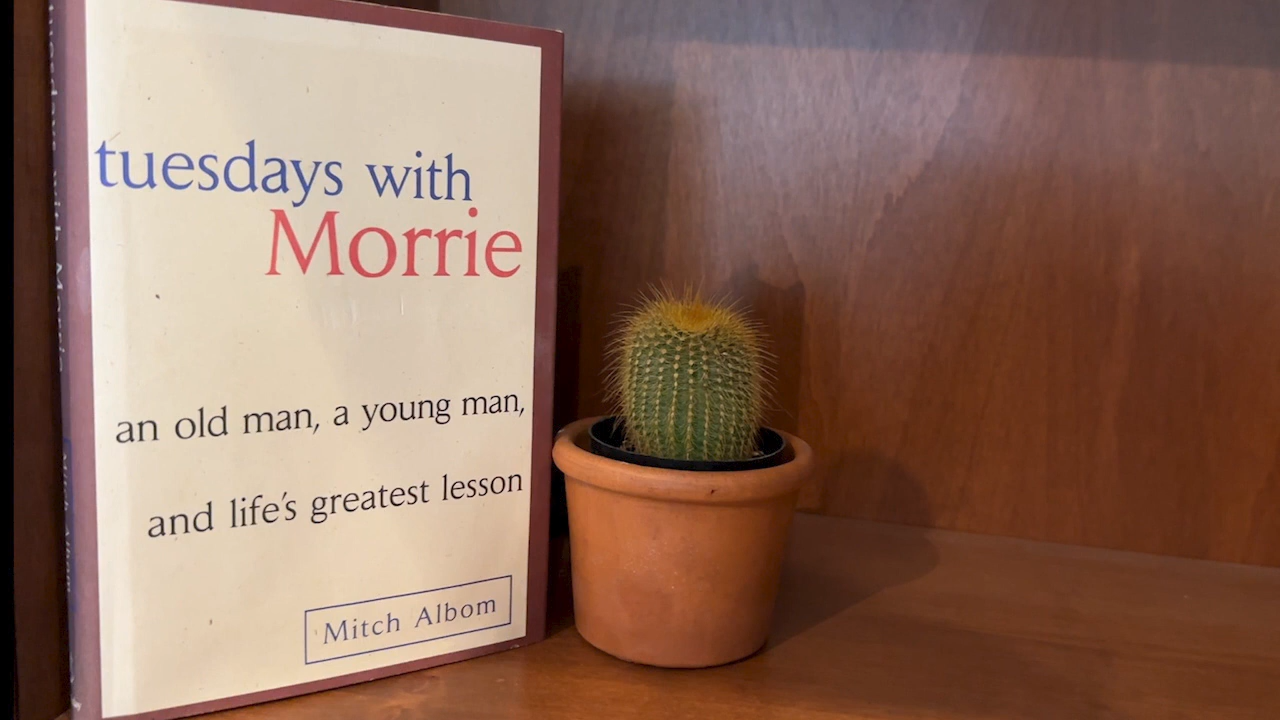 tuesdays with
Morrie
an old man, a young man,
and life's greatest lesson
Mitch Albom